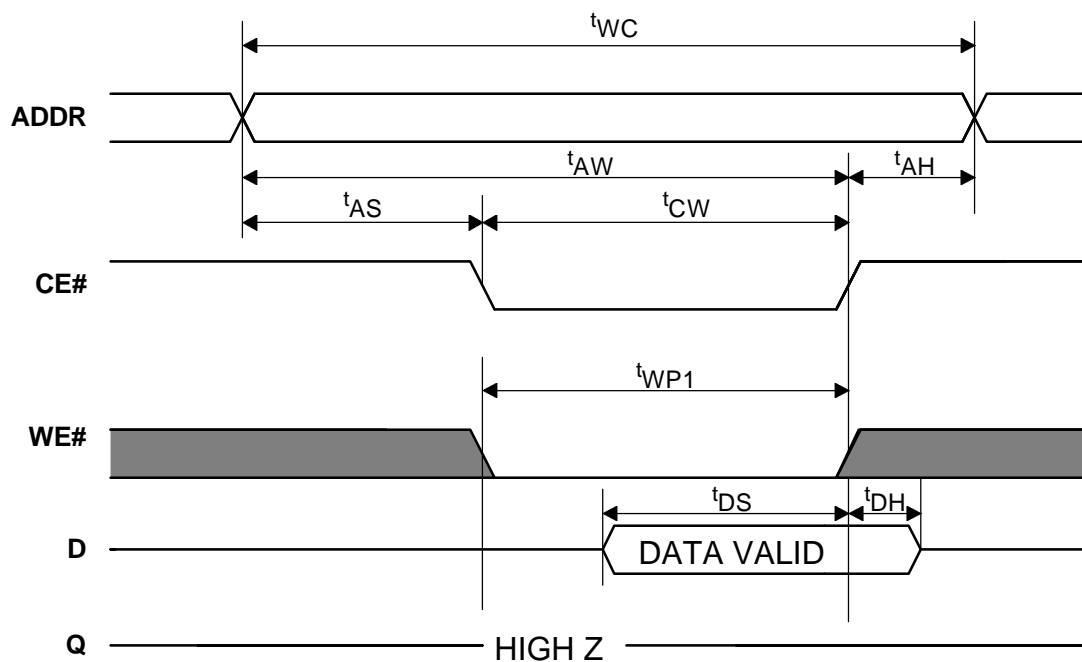 tWC
ADDR
tAW
tAH
tAS
tCW
CE#
tWP1
WE#
tDS
tDH
D
DATA VALID
Q
HIGH Z